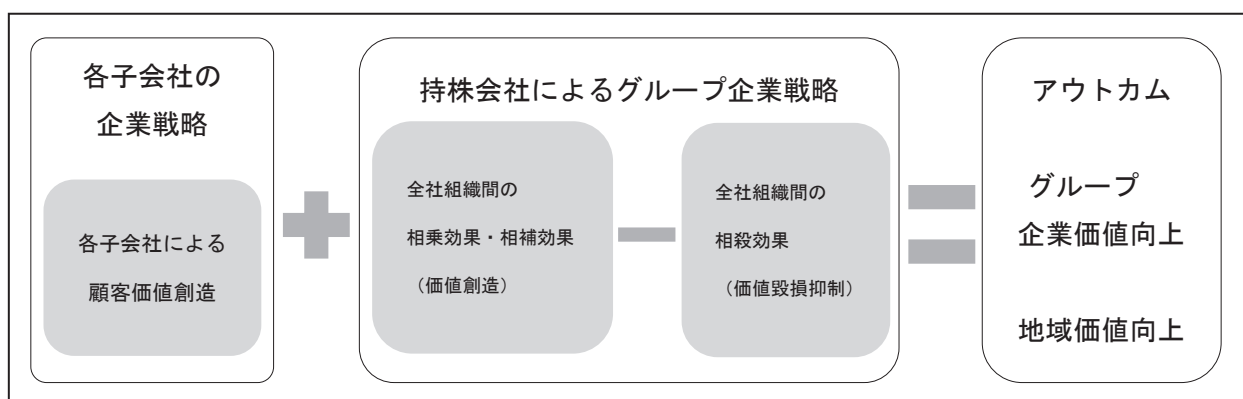 各子会社の
企業戦略
各子会社による
顧客価値創造
持株会社によるグループ企業戦略
全社組織間の
相乗効果・相補効果
（価値創造）
全社組織間の
相殺効果
（価値毀損抑制）
アウトカム
グループ
企業価値向上
地域価値向上